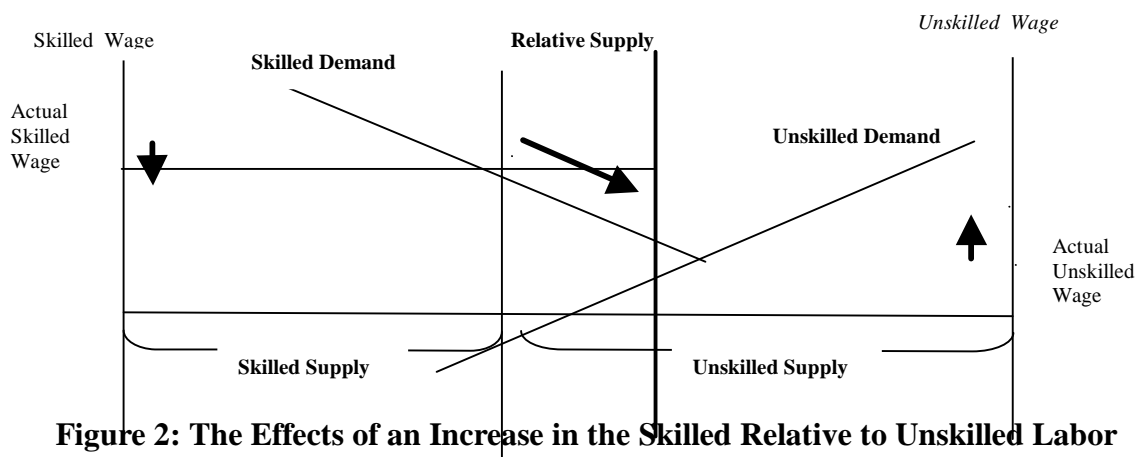 Skilled Wage
Relative Supply
Unskilled Wage
Skilled Demand
Actual
Skilled
Wage
Unskilled Demand
Actual
Unskilled
Wage
Skilled Supply
Unskilled Supply
Figure 2: The Effects of an Increase in the Skilled Relative to Unskilled Labor